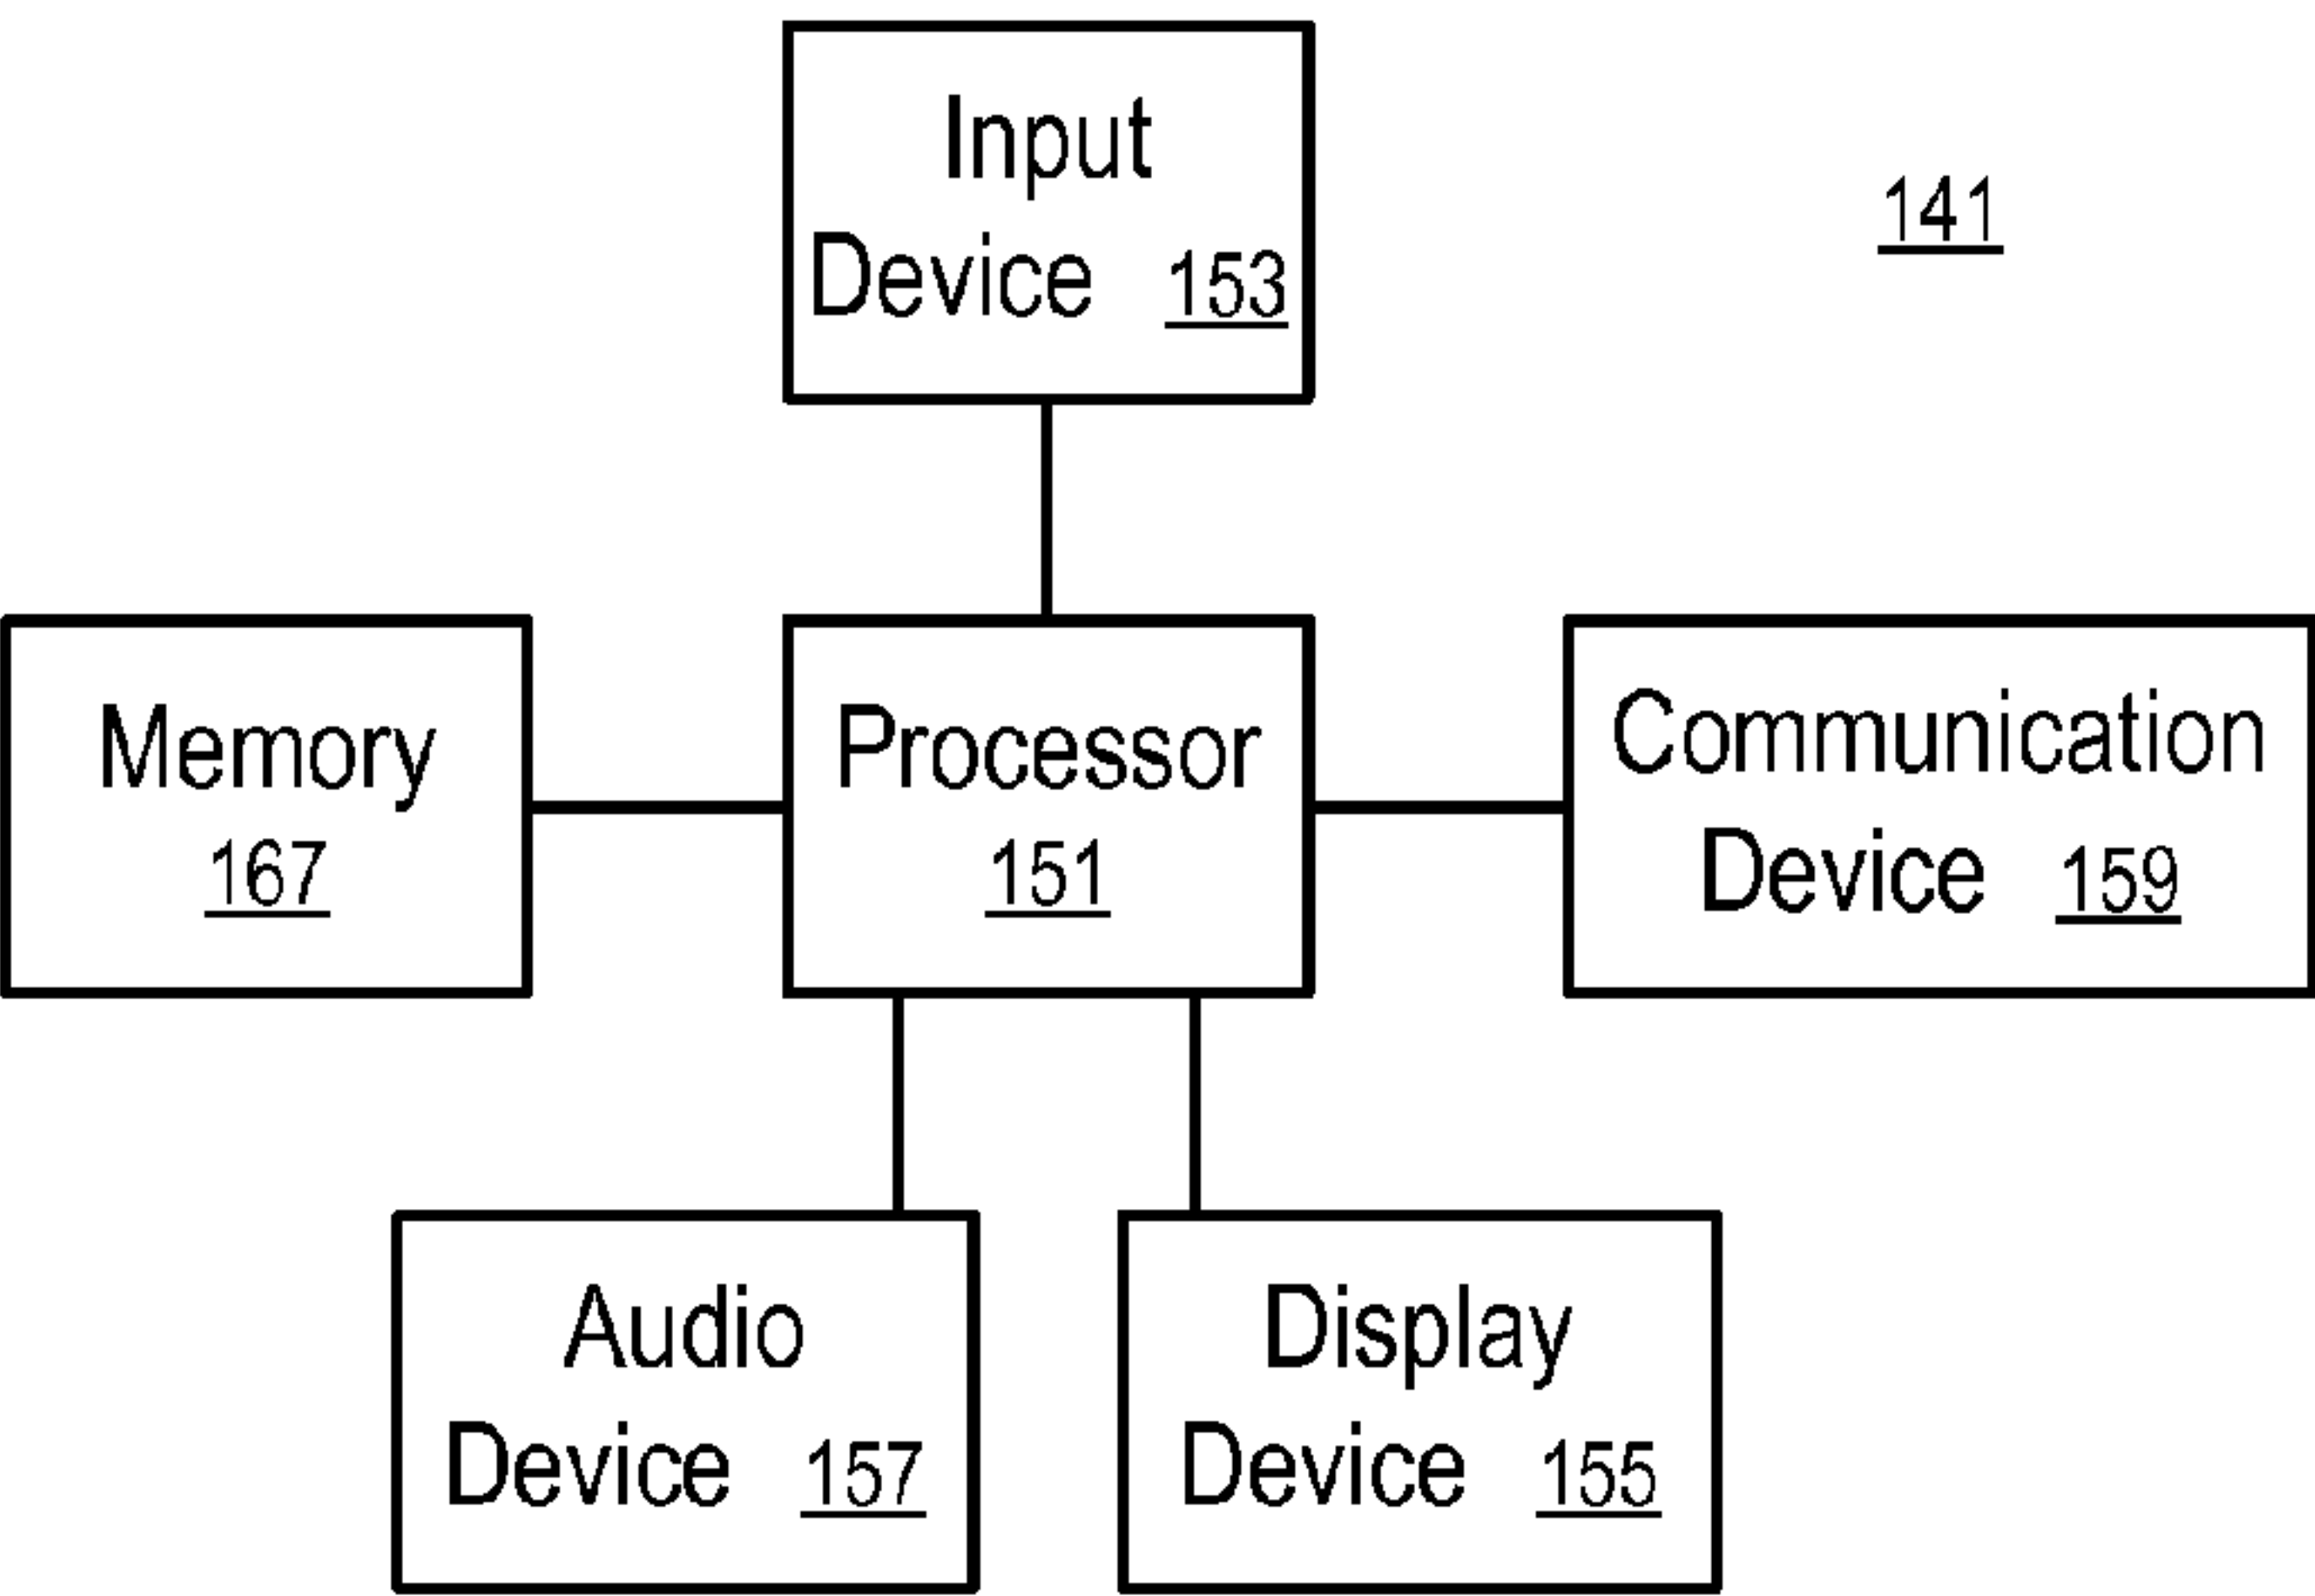 Input
Device 153
141
Memory
167
Processor
151
Communication
Device 159
Audio
Device 157
Display
Device 155